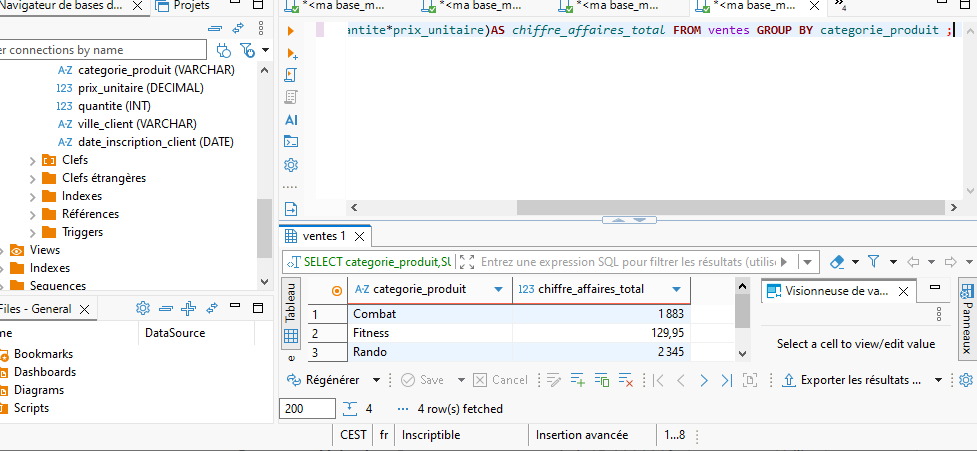 Navigateur de bases d...
Projets
*<ma base_m...
*<ma base_m...
*<ma base_m...
*<ma base_m...
4
er connections by name
A-Z categorie_produit (VARCHAR)
123 prix_unitaire (DECIMAL)
123 quantite (INT)
A-Z ville_client (VARCHAR)
A-Z date_inscription_client (DATE)
Clefs
Clefs étrangères
Indexes
Références
Triggers
Views
Indexes
Sequences
antite*prix_unitaire)AS chiffre_affaires_total FROM ventes GROUP BY categorie_produit ;
AI
ventes 1
SELECT categorie_produit,SU
Entrez une expression SQL pour filtrer les résultats (utilise
Tableau
A-Z categorie_produit
123 chiffre_affaires_total
1 Combat 1 883
2 Fitness 129,95
3 Rando 2 345
Visionneuse de va...
Select a cell to view/edit value
Panneaux
Files - General
me
DataSource
Bookmarks
Dashboards
Diagrams
Scripts
Régénérer
Save
Cancel
Exporter les résultats ...
200
4
4 row(s) fetched
CEST
fr
Inscriptible
Insertion avancée
1...8